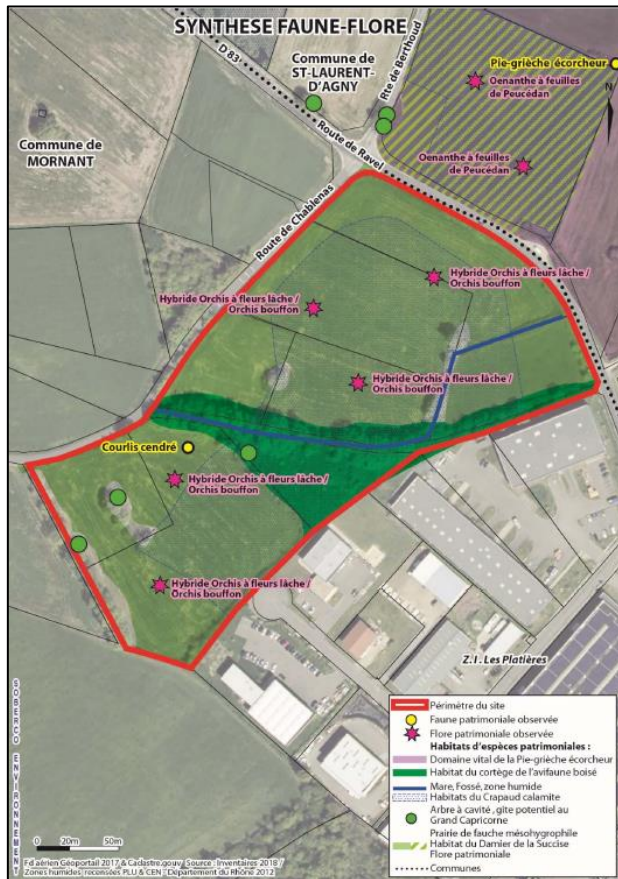 SYNTHESE FAUNE-FLORE
D 83
Commune de
ST-LAURENT-
D'AGNY
Rte de Berthoud
Pie-grièche écorcheur
Oenanthe à feuilles
de Peucédan
N
Commune de
MORNANT
Route de Ravel
Oenanthe à feuilles
de Peucédan
Route de Chablenas
Hybride Orchis à fleurs lâche /
Orchis bouffon
Hybride Orchis à fleurs lâche /
Orchis bouffon
Hybride Orchis à fleurs lâche /
Orchis bouffon
Courlis cendré
Hybride Orchis à fleurs lâche /
Orchis bouffon
Hybride Orchis à fleurs lâche /
Orchis bouffon
Z.I. Les Platières
SOBERCO ENVIRONNEMENT
Périmètre du site
Faune patrimoniale observée
Flore patrimoniale observée
Habitats d'espèces patrimoniales :
Domaine vital de la Pie-grièche écorcheur
Habitat du cortège de l'avifaune boisé
Mare, Fossé, zone humide
Habitats du Crapaud calamite
Arbre à cavité, gîte potentiel au
Grand Capricorne
Prairie de fauche mésohygrophile
Habitat du Damier de la Succise
Flore patrimoniale
Communes
0 20m 50m
Fd aérien Géoportail 2017 & Cadastre.gouv Source : Inventaires 2018 /
Zones humides recensées PLU & CEN - Département du Rhône 2012